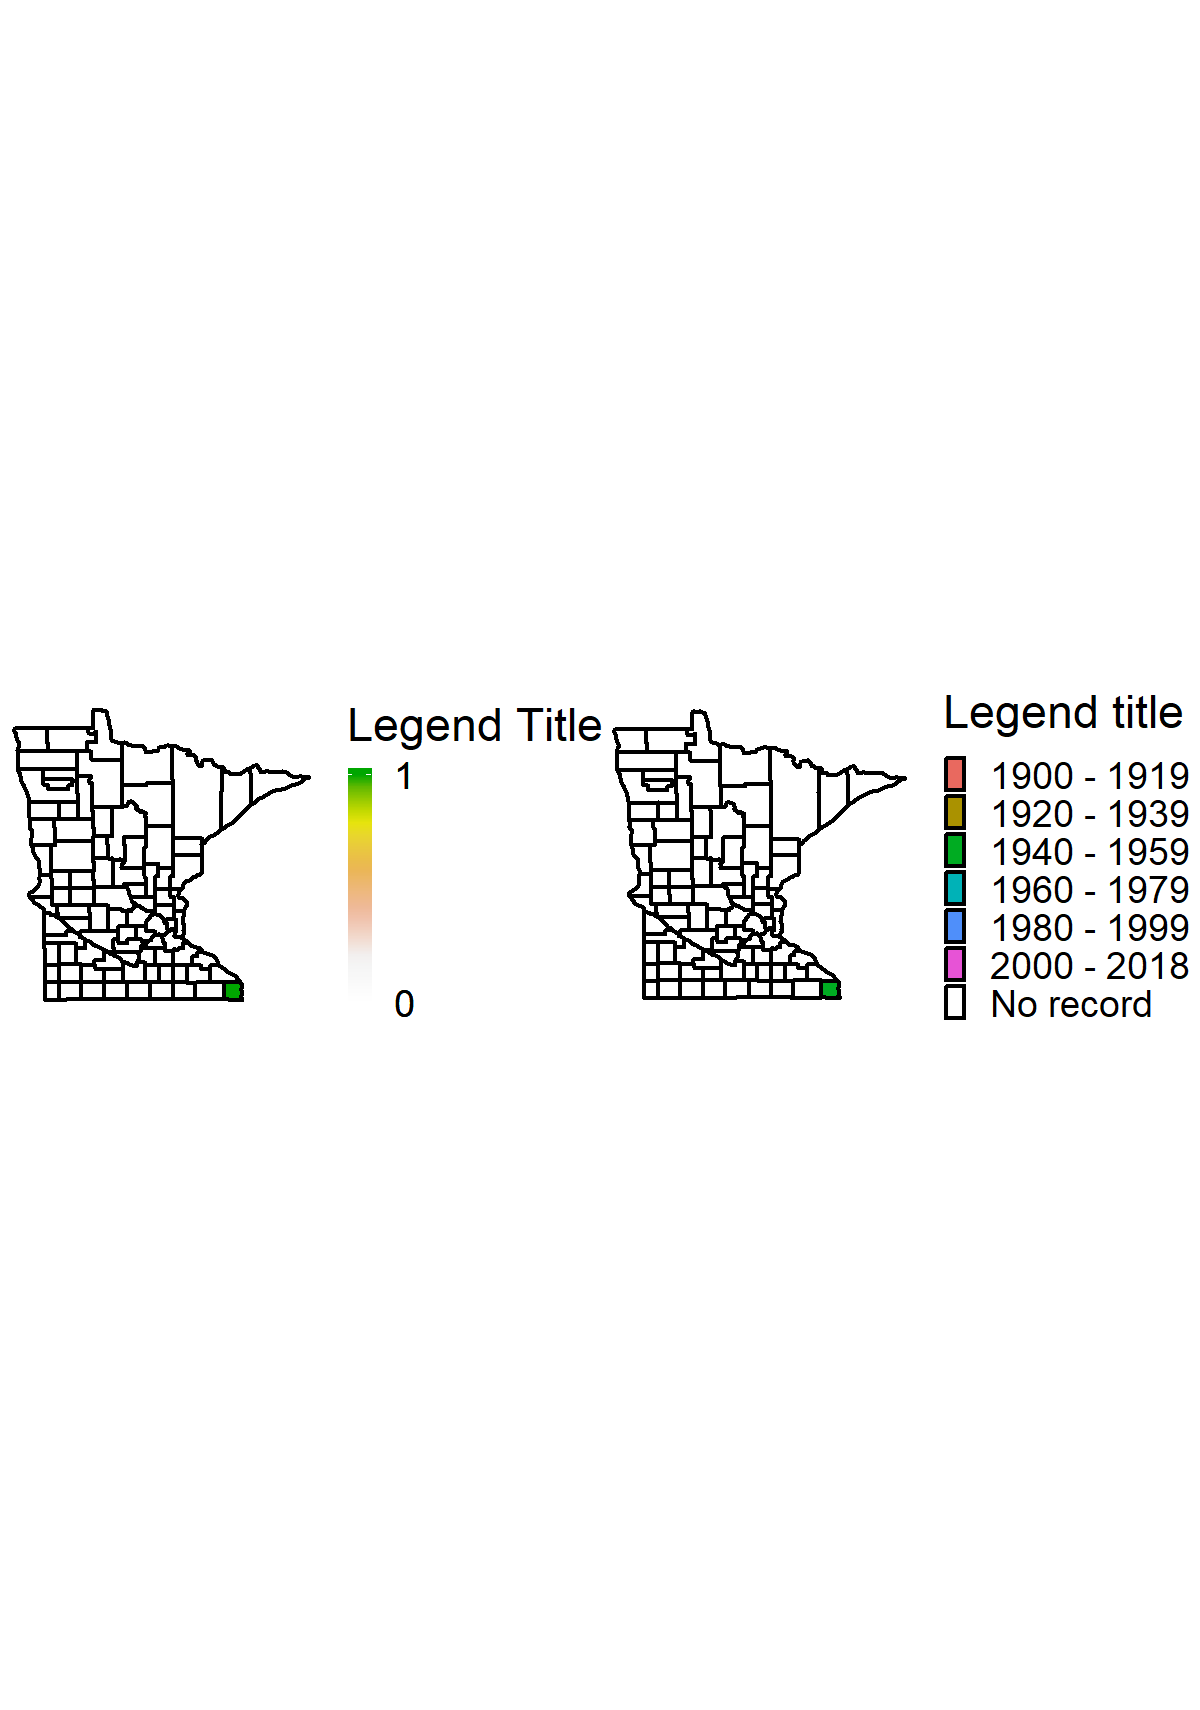 Legend Title
1
0
Legend title
1900 - 1919
1920 - 1939
1940 - 1959
1960 - 1979
1980 - 1999
2000 - 2018
No record